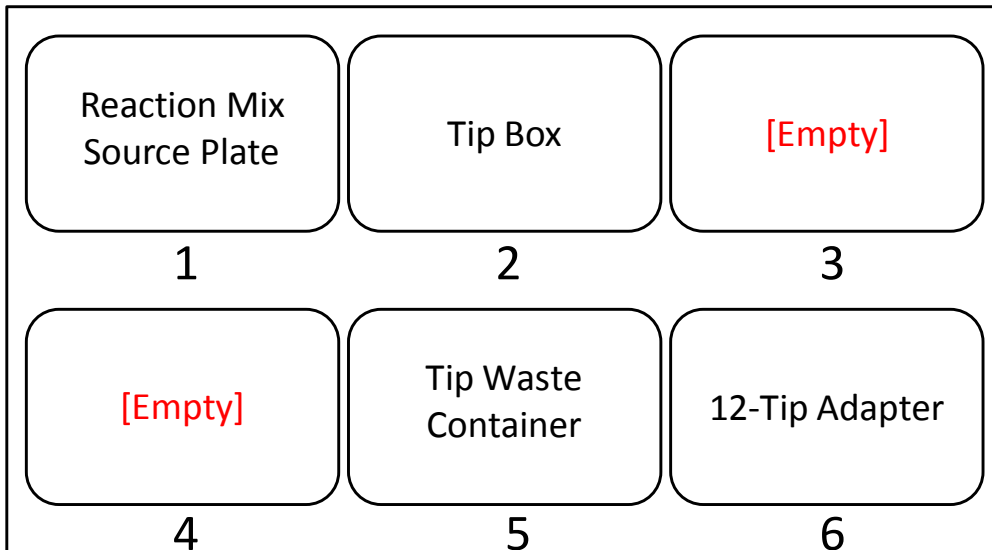 Reaction Mix
Source Plate
Tip Box
[Empty]
1
2
3
[Empty]
Tip Waste
Container
12-Tip Adapter
4
5
6